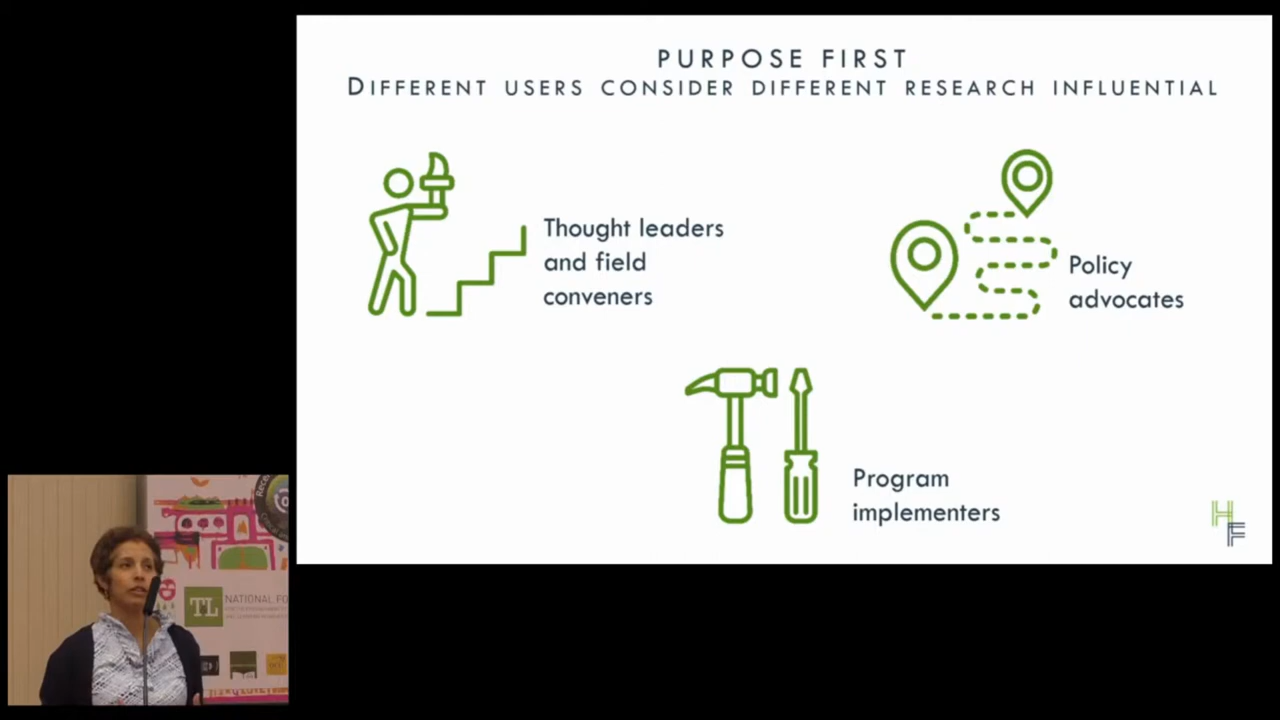 PURPOSE FIRST
DIFFERENT USERS CONSIDER DIFFERENT RESEARCH INFLUENTIAL
Thought leaders
and field
conveners
Policy
advocates
Program
implementers
HF
TL
NATIONAL FO